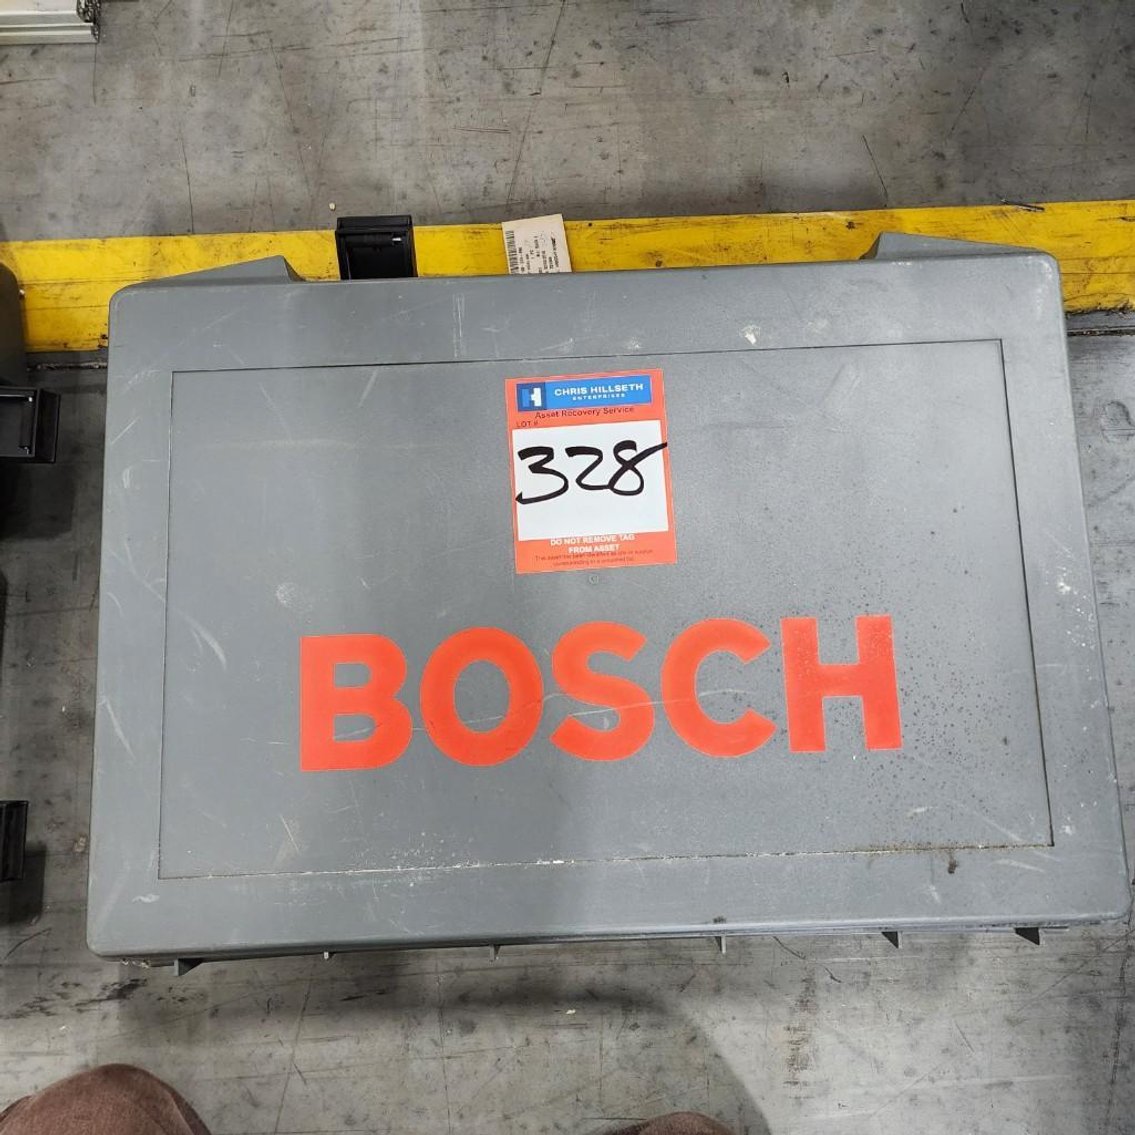 CHRIS HILLSETH
ENTERPRISES
Asset Recovery Service
LOT #
328
DO NOT REMOVE TAG
FROM ASSET
BOSCH